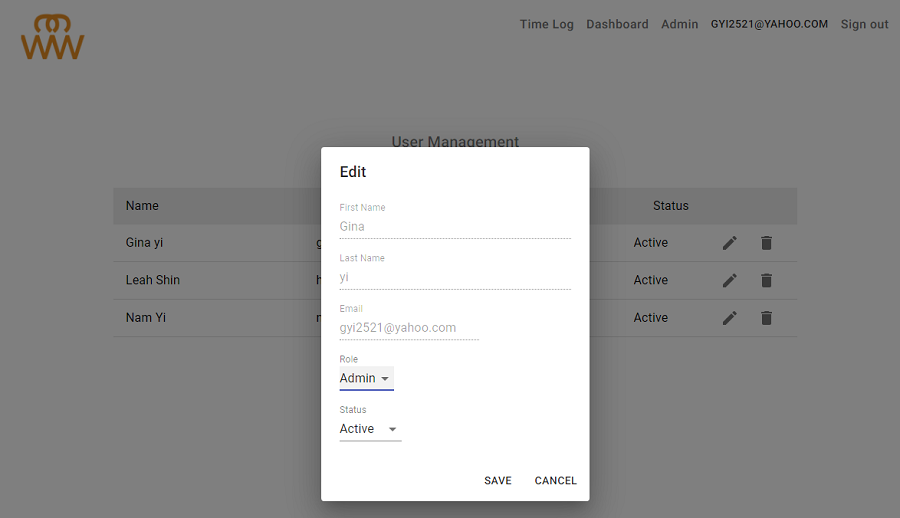 Time Log Dashboard Admin GYI2521@YAHOO.COM Sign out
User Management
Name Status
Gina yi g Active
Leah Shin h Active
Nam Yi Active
Edit
First Name
Gina
Last Name
yi
Email
gyi2521@yahoo.com
Role
Admin
Status
Active
SAVE CANCEL